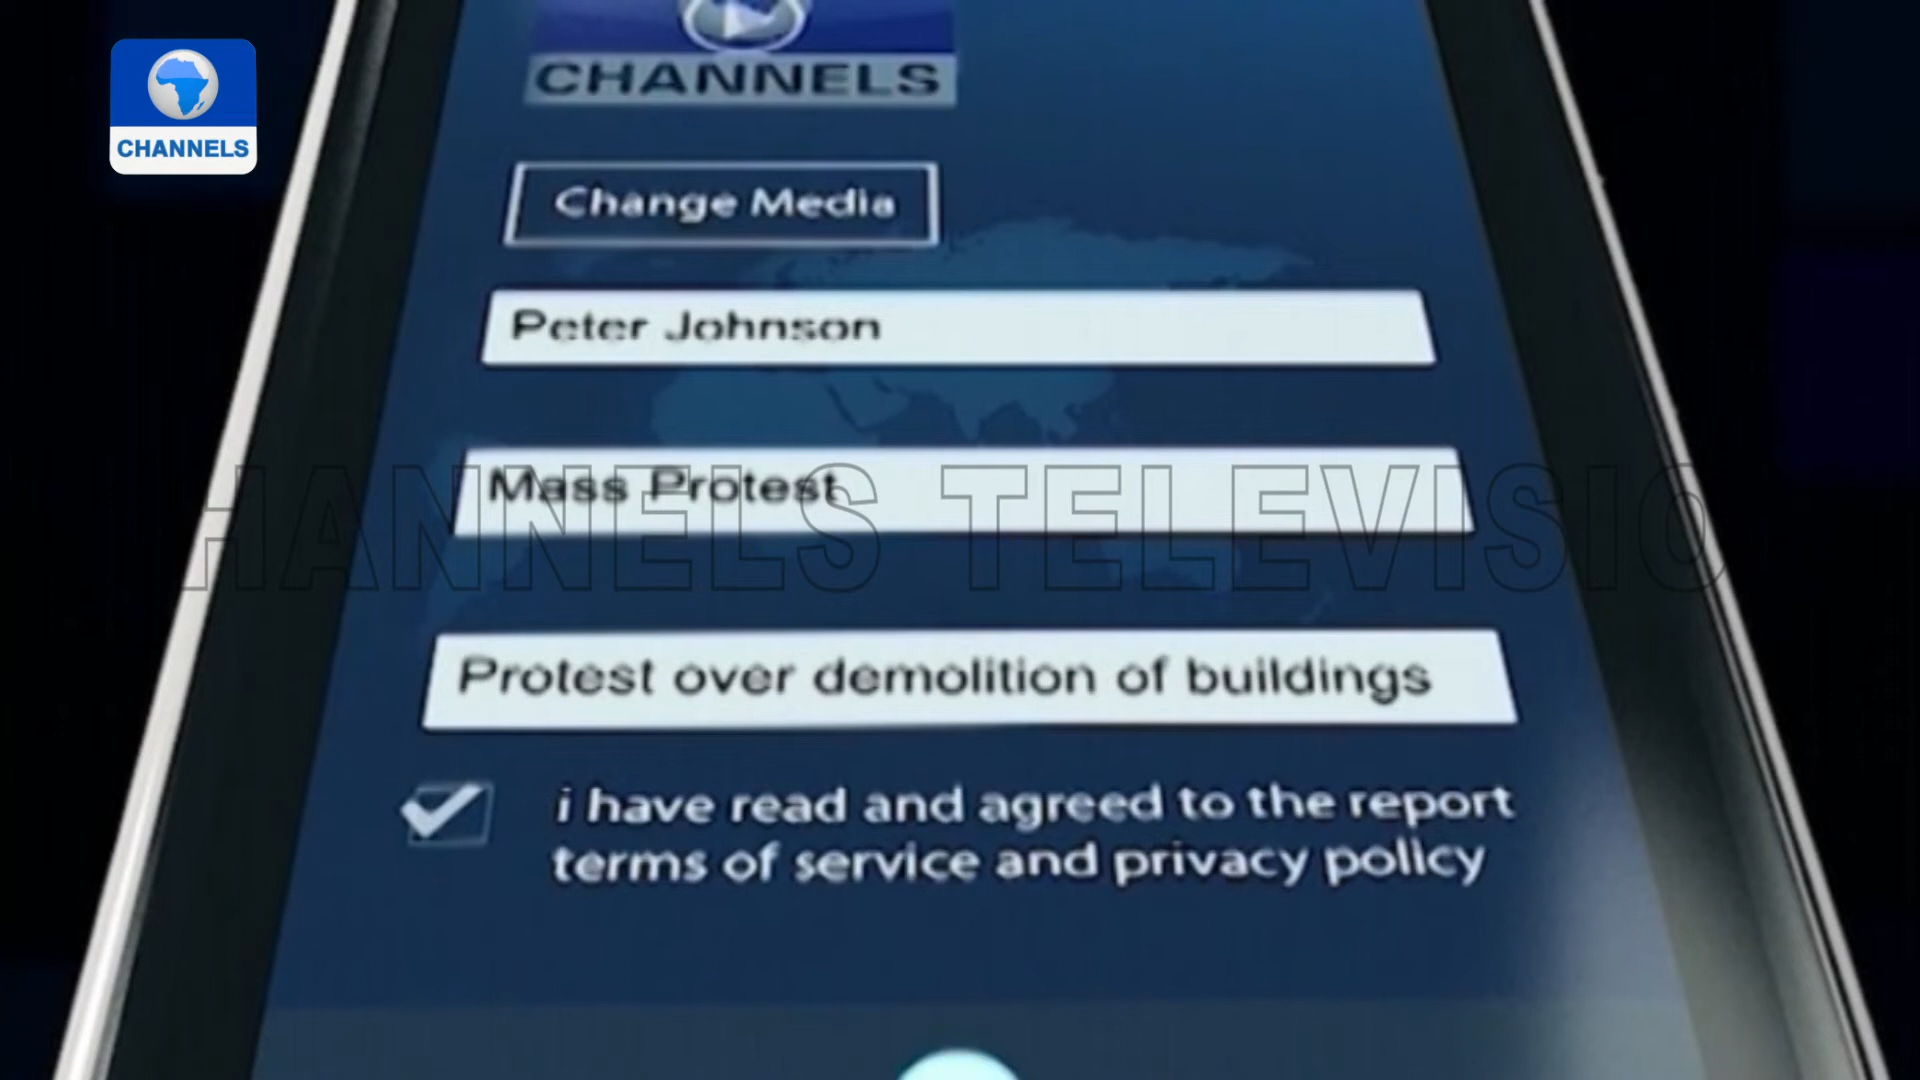 CHANNELS
CHANNELS
Change Media
Peter Johnson
Mass Protest
HANNELS TELEVISIO
Protest over demolition of buildings
i have read and agreed to the report
terms of service and privacy policy